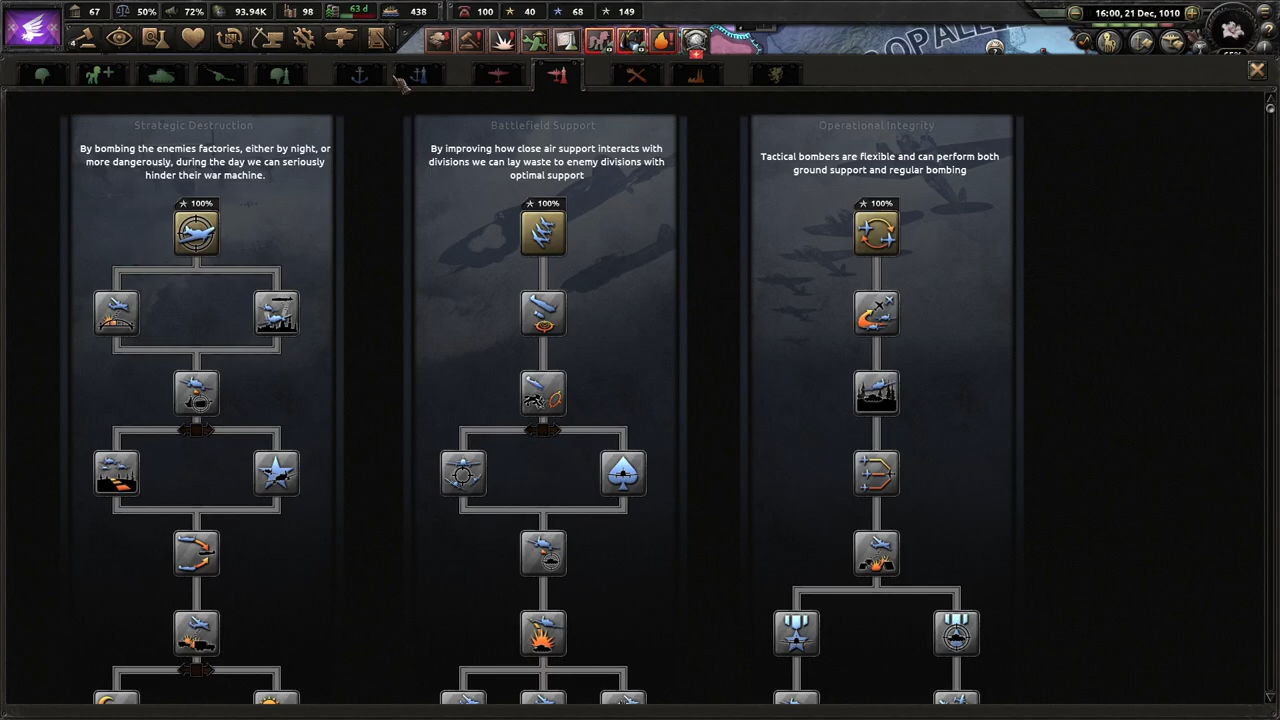 67 50% 72% 93.94K 98 63 d 438 100 40 68 149
16:00, 21 Dec, 1010
Strategic Destruction
By bombing the enemies factories, either by night, or
more dangerously, during the day we can seriously
hinder their war machine.
100%
Battlefield Support
By improving how close air support interacts with
divisions we can lay waste to enemy divisions with
optimal support
100%
Operational Integrity
Tactical bombers are flexible and can perform both
ground support and regular bombing
100%